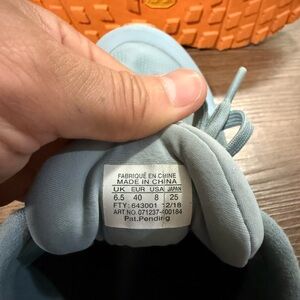 FABRIQUÉ EN CHINE
MADE IN CHINA
UK EUR USA JAPAN
6.5 40 8 25
FTY: 643001 12/18
ART NO. 071237-400184
Pat.Pending